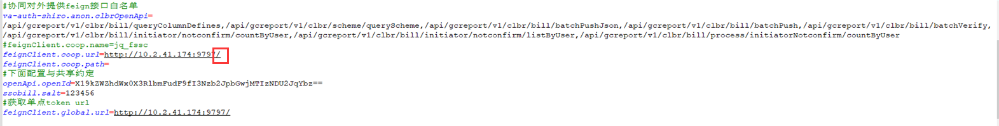 #协同对外提供feign接口白名单
va-auth-shiro.anon.clbrOpenApi=
/api/gcreport/v1/clbr/bill/queryColumnDefines,/api/gcreport/v1/clbr/scheme/queryScheme,/api/gcreport/v1/clbr/bill/batchPushJson,/api/gcreport/v1/clbr/bill/batchPush,/api/gcreport/v1/clbr/bill/batchVerify,
/api/gcreport/v1/clbr/bill/initiator/notconfirm/countByUser,/api/gcreport/v1/clbr/bill/initiator/notconfirm/listByUser,/api/gcreport/v1/clbr/bill/process/initiatorNotconfirm/countByUser
#feignClient.coop.name=jq_fssc
feignClient.coop.url=http://10.2.41.174:9797/
feignClient.coop.path=
#下面配置与共享约定
openApi.openId=X19kZWZhdWx0X3RlbmFudF9fI3Nzb2JpbGwjMTIzNDU2JqYbz==
ssobill.salt=123456
#获取单点token url
feignClient.global.url=http://10.2.41.174:9797/